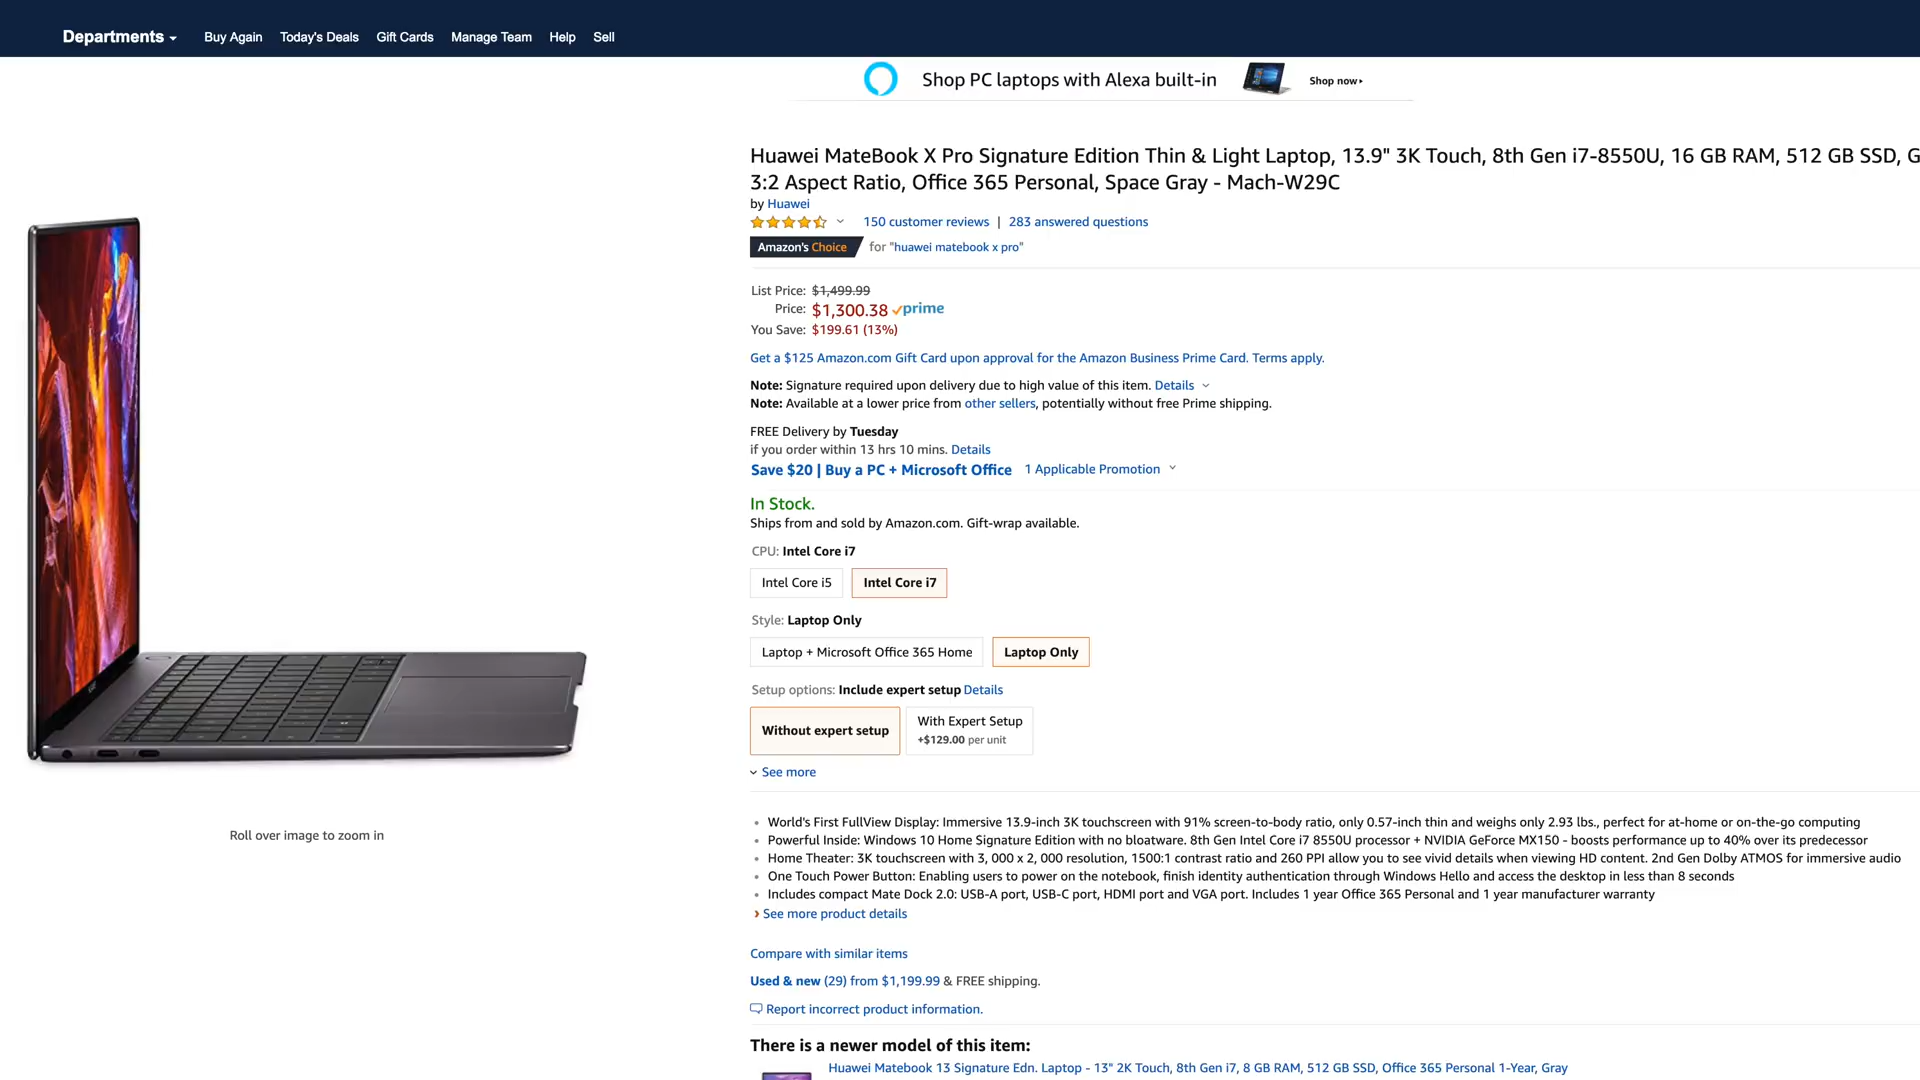 Departments
Buy Again
Today's Deals
Gift Cards
Manage Team
Help
Sell
Shop PC laptops with Alexa built-in
Shop now
Huawei MateBook X Pro Signature Edition Thin & Light Laptop, 13.9" 3K Touch, 8th Gen i7-8550U, 16 GB RAM, 512 GB SSD, G
3:2 Aspect Ratio, Office 365 Personal, Space Gray - Mach-W29C
by Huawei
150 customer reviews | 283 answered questions
Amazon's Choice for "huawei matebook x pro"
List Price: $1,499.99
Price: $1,300.38 prime
You Save: $199.61 (13%)
Get a $125 Amazon.com Gift Card upon approval for the Amazon Business Prime Card. Terms apply.
Note: Signature required upon delivery due to high value of this item. Details
Note: Available at a lower price from other sellers, potentially without free Prime shipping.
FREE Delivery by Tuesday
if you order within 13 hrs 10 mins. Details
Save $20 | Buy a PC + Microsoft Office 1 Applicable Promotion
In Stock.
Ships from and sold by Amazon.com. Gift-wrap available.
CPU: Intel Core i7
Intel Core i5
Intel Core i7
Style: Laptop Only
Laptop + Microsoft Office 365 Home
Laptop Only
Setup options: Include expert setup Details
Without expert setup
With Expert Setup
+$129.00 per unit
See more
Roll over image to zoom in
World's First FullView Display: Immersive 13.9-inch 3K touchscreen with 91% screen-to-body ratio, only 0.57-inch thin and weighs only 2.93 lbs., perfect for at-home or on-the-go computing
Powerful Inside: Windows 10 Home Signature Edition with no bloatware. 8th Gen Intel Core i7 8550U processor + NVIDIA GeForce MX150 - boosts performance up to 40% over its predecessor
Home Theater: 3K touchscreen with 3, 000 x 2, 000 resolution, 1500:1 contrast ratio and 260 PPI allow you to see vivid details when viewing HD content. 2nd Gen Dolby ATMOS for immersive audio
One Touch Power Button: Enabling users to power on the notebook, finish identity authentication through Windows Hello and access the desktop in less than 8 seconds
Includes compact Mate Dock 2.0: USB-A port, USB-C port, HDMI port and VGA port. Includes 1 year Office 365 Personal and 1 year manufacturer warranty
See more product details
Compare with similar items
Used & new (29) from $1,199.99 & FREE shipping.
Report incorrect product information.
There is a newer model of this item:
Huawei Matebook 13 Signature Edn. Laptop - 13" 2K Touch, 8th Gen i7, 8 GB RAM, 512 GB SSD, Office 365 Personal 1-Year, Gray